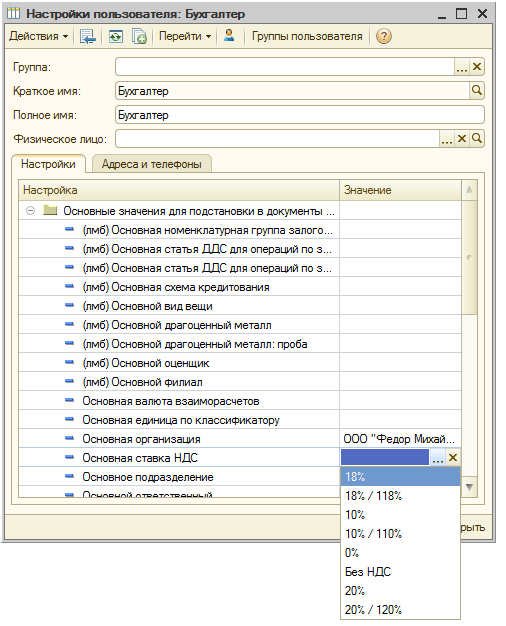 Настройки пользователя: Бухгалтер
Действия Перейти Группы пользователя
Группа:
Краткое имя: Бухгалтер
Полное имя: Бухгалтер
Физическое лицо:
Настройки Адреса и телефоны
Настройка Значение
Основные значения для подстановки в документы ...
(лмб) Основная номенклатурная группа залого...
(лмб) Основная статья ДДС для операций по з...
(лмб) Основная статья ДДС для операций по з...
(лмб) Основная схема кредитования
(лмб) Основной вид вещи
(лмб) Основной драгоценный металл
(лмб) Основной драгоценный металл: проба
(лмб) Основной оценщик
(лмб) Основной филиал
Основная валюта взаиморасчетов
Основная единица по классификатору
Основная организация ООО "Федор Михай...
Основная ставка НДС
Основное подразделение
Основной ответственный
18%
18% / 118%
10%
10% / 110%
0%
Без НДС
20%
20% / 120%
рыть